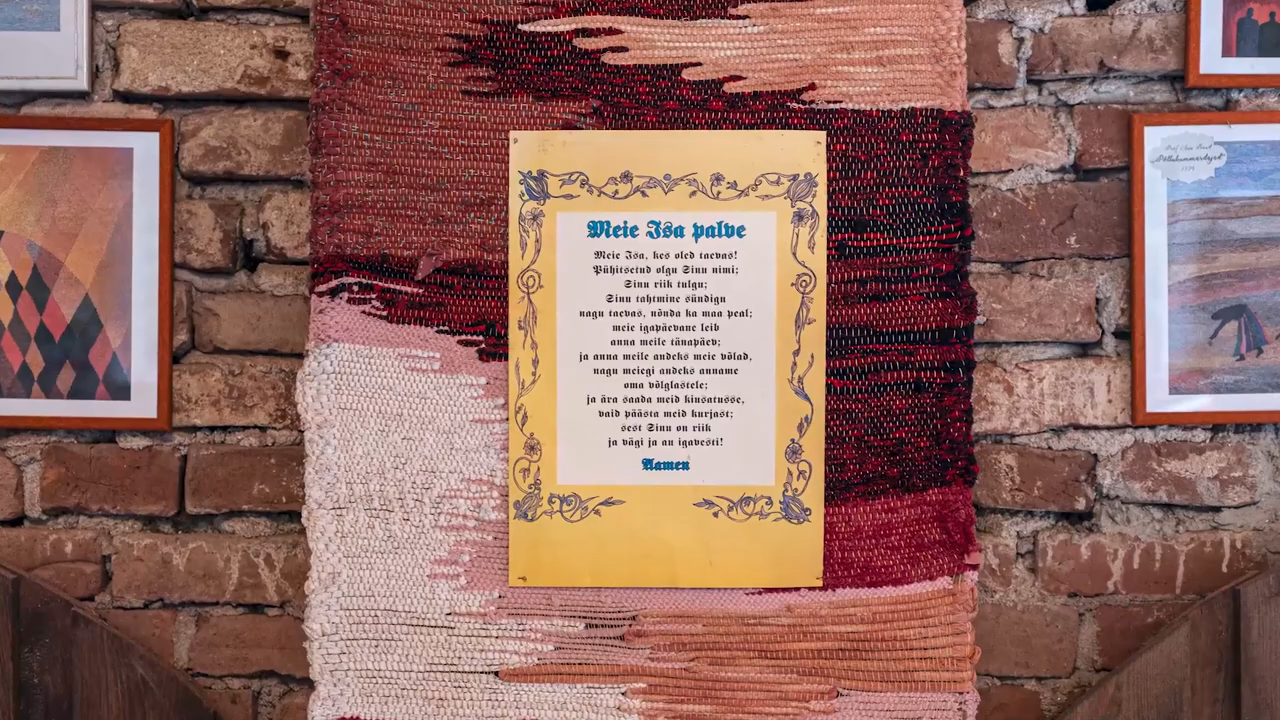 Meie Isa palve
Meie Isa, kes oled taevas!
Pühitsetud olgu Sinu nimi;
Sinu riik tulgu;
Sinu tahtmine sündigu
nagu taevas, nõnda ka maa peal;
meie igapäevane leib
anna meile tänapäev;
ja anna meile andeks meie võlad,
nagu meiegi andeks anname
oma võlglastele;
ja ära saada meid kiusatusse,
vaid päästa meid kurjast;
sest Sinu on riik
ja vägi ja au igavesti!
Aamen